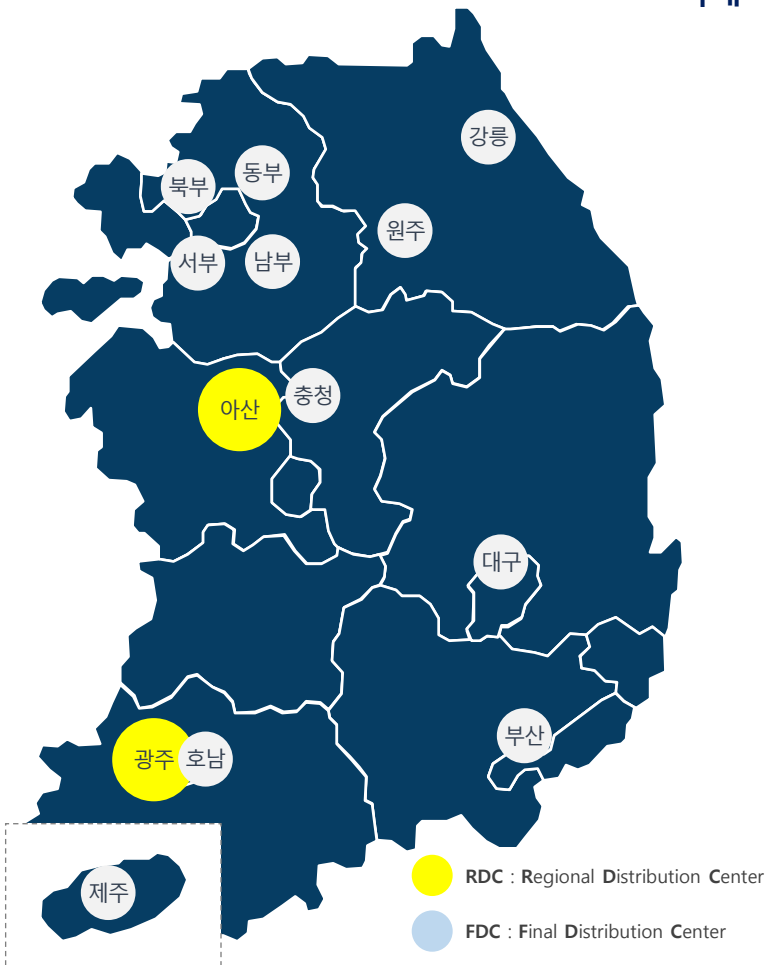 강릉
동부
북부
원주
서부
남부
충청
아산
대구
부산
광주
호남
제주
RDC : Regional Distribution Center
FDC : Final Distribution Center